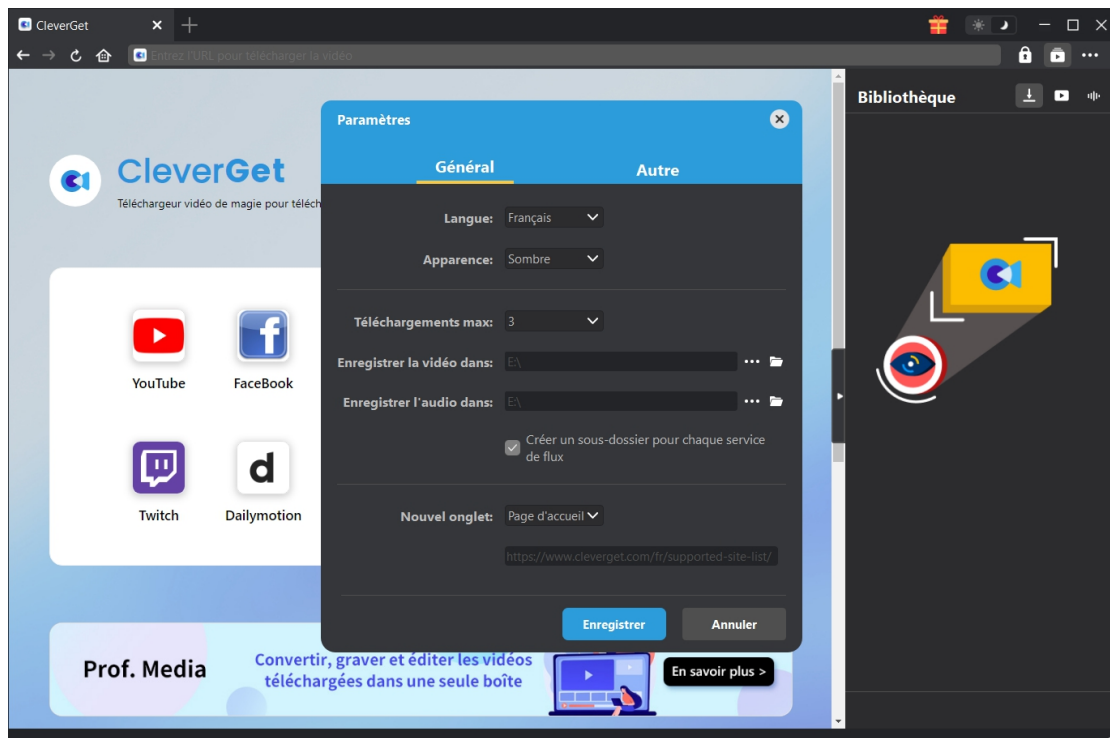 CleverGet
Entrez l'URL pour télécharger la vidéo
Bibliothèque
Paramètres
Général
Autre
CleverGet
Téléchargeur vidéo de magie pour téléch
Langue: Français
Apparence: Sombre
Téléchargements max: 3
Enregistrer la vidéo dans: E:\
Enregistrer l'audio dans: E:\
Créer un sous-dossier pour chaque service
de flux
Nouvel onglet: Page d'accueil
https://www.cleverget.com/fr/supported-site-list/
Enregistrer
Annuler
YouTube
FaceBook
Twitch
Dailymotion
Prof. Media
Convertir, graver et éditer les vidéos
téléchargées dans une seule boîte
En savoir plus >